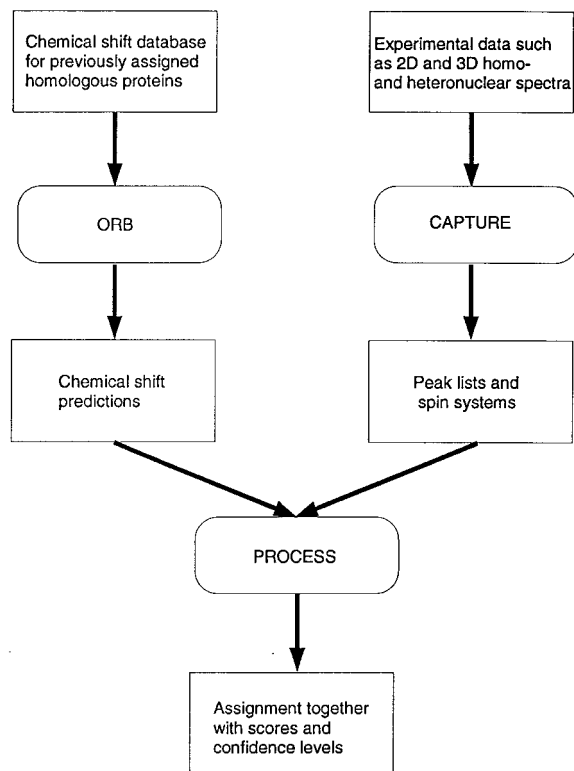 Chemical shift database
for previously assigned
homologous proteins
Experimental data such
as 2D and 3D homo-
and heteronuclear spectra
ORB
CAPTURE
Chemical shift
predictions
Peak lists and
spin systems
PROCESS
Assignment together
with scores and
confidence levels